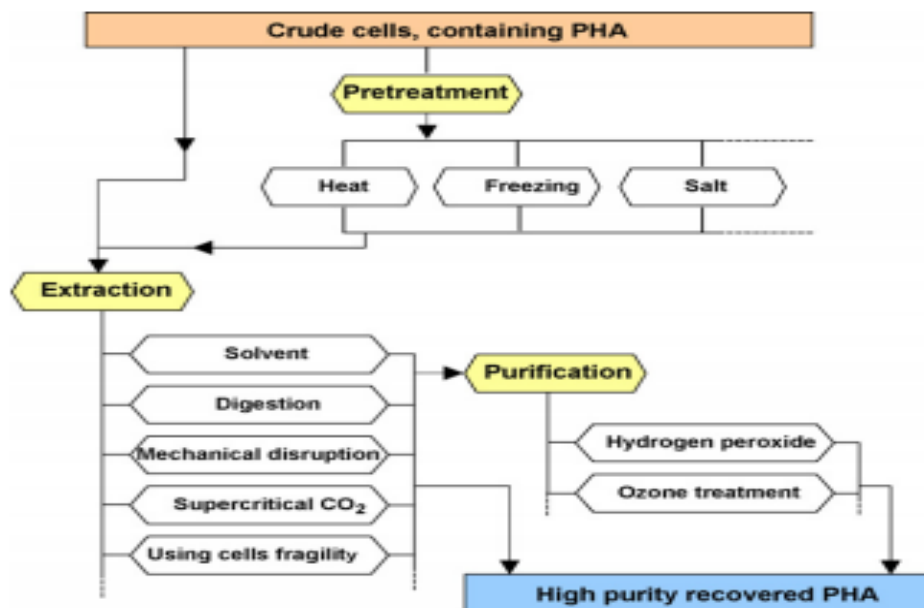 Crude cells, containing PHA
Pretreatment
Heat
Freezing
Salt
Extraction
Solvent
Digestion
Mechanical disruption
Supercritical CO₂
Using cells fragility
Purification
Hydrogen peroxide
Ozone treatment
High purity recovered PHA